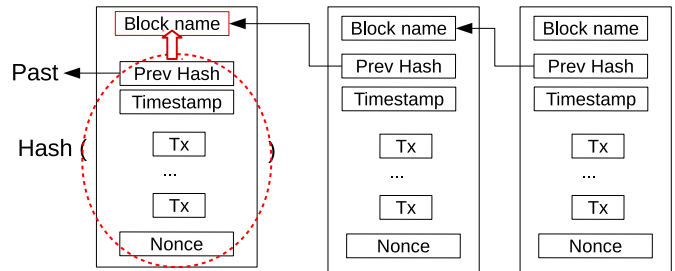 Block name
Prev Hash
Past
Timestamp
Hash (
)
Tx
...
Tx
Nonce
Block name
Prev Hash
Timestamp
Tx
...
Tx
Nonce
Block name
Prev Hash
Timestamp
Tx
...
Tx
Nonce